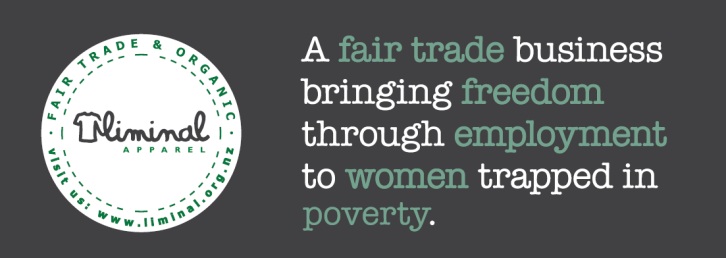 · FAIR TRADE & ORGANIC ·
liminal
APPAREL
visit us: www.liminal.org.nz
A fair trade business
bringing freedom
through employment
to women trapped in
poverty.